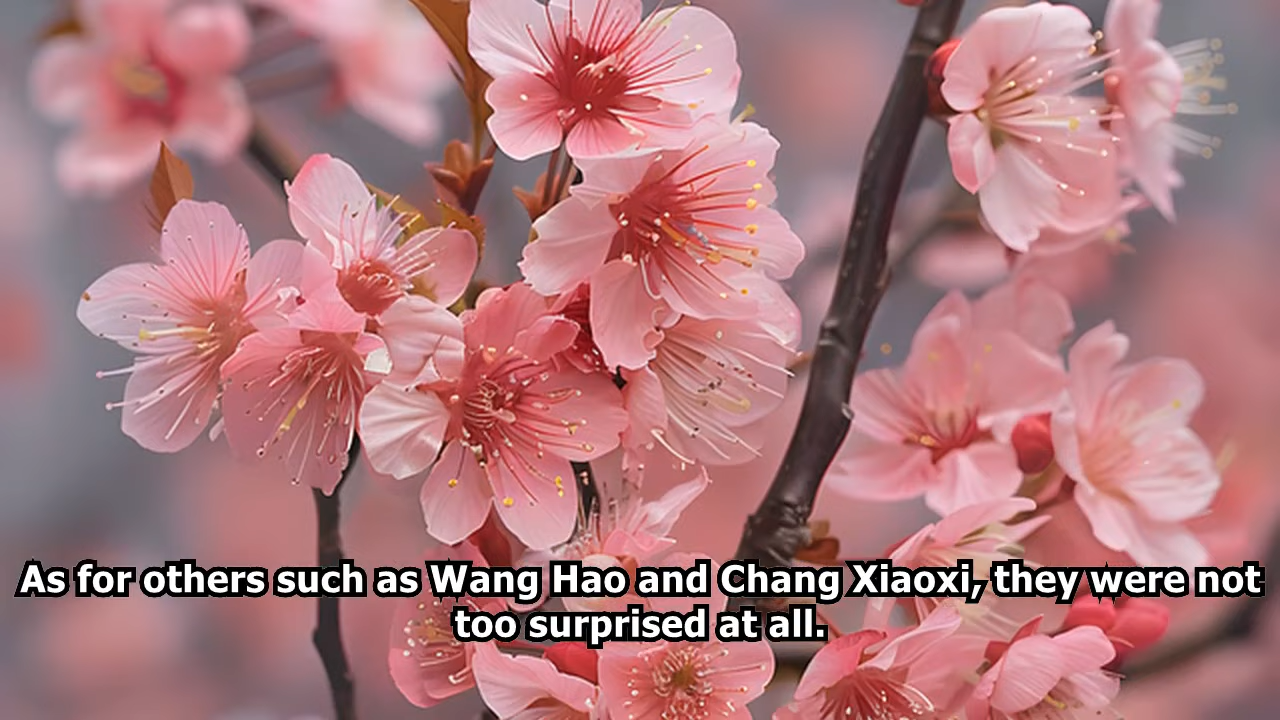 As for others such as Wang Hao and Chang Xiaoxi, they were not
too surprised at all.